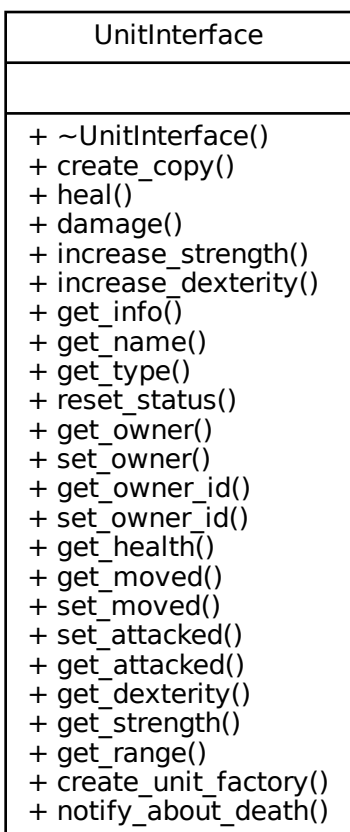 UnitInterface
+ ~UnitInterface()
+ create_copy()
+ heal()
+ damage()
+ increase_strength()
+ increase_dexterity()
+ get_info()
+ get_name()
+ get_type()
+ reset_status()
+ get_owner()
+ set_owner()
+ get_owner_id()
+ set_owner_id()
+ get_health()
+ get_moved()
+ set_moved()
+ set_attacked()
+ get_attacked()
+ get_dexterity()
+ get_strength()
+ get_range()
+ create_unit_factory()
+ notify_about_death()